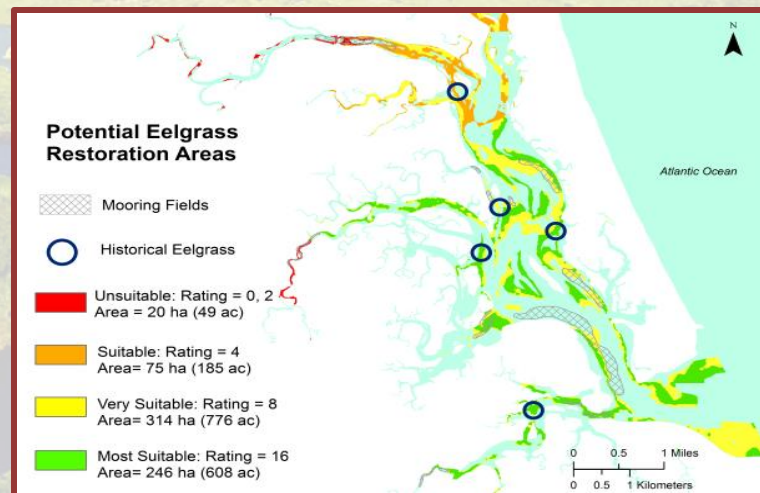 N
Potential Eelgrass
Restoration Areas
Atlantic Ocean
Mooring Fields
Historical Eelgrass
Unsuitable: Rating = 0, 2
Area = 20 ha (49 ac)
Suitable: Rating = 4
Area= 75 ha (185 ac)
Very Suitable: Rating = 8
Area= 314 ha (776 ac)
Most Suitable: Rating = 16
Area= 246 ha (608 ac)
0 0.5 1 Miles
0 0.5 1 Kilometers